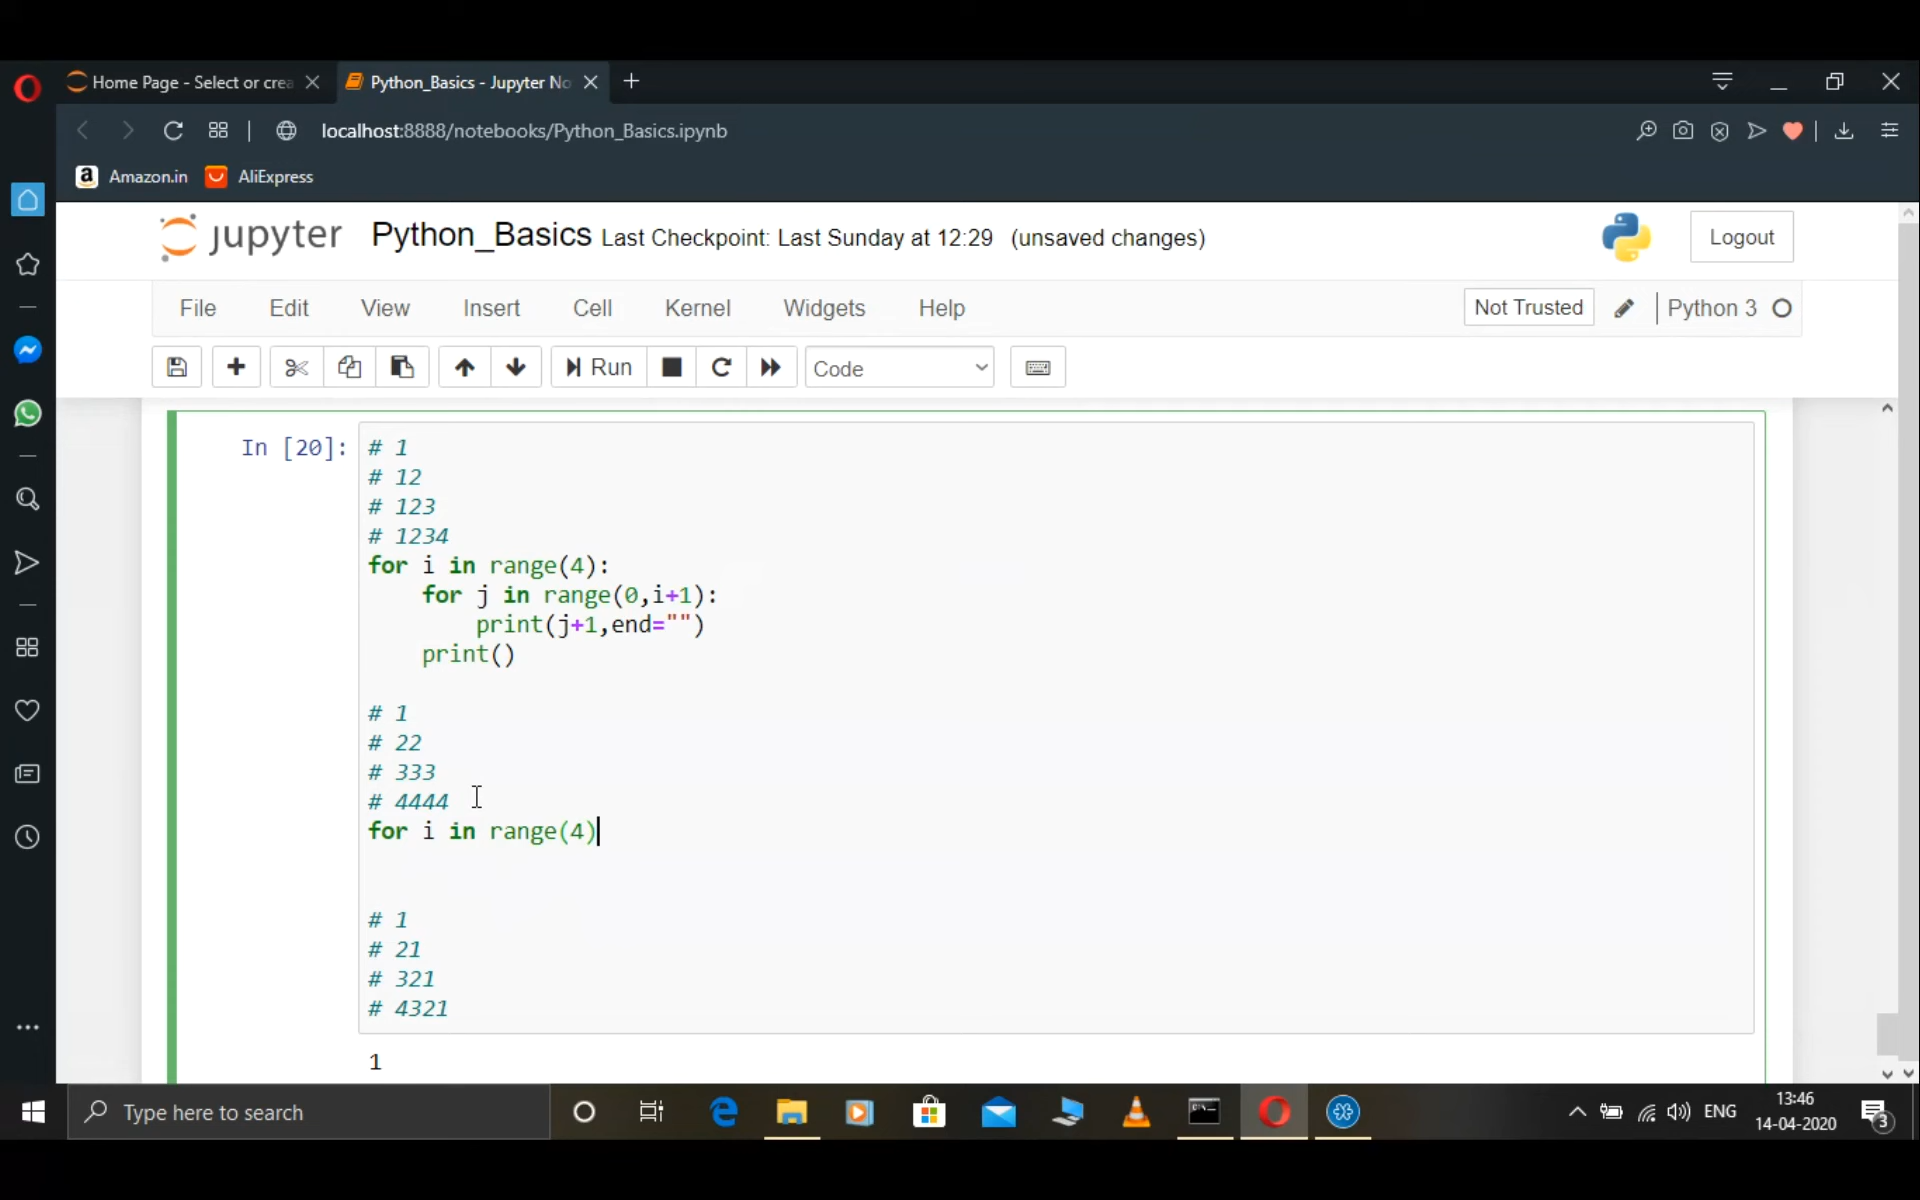 Home Page - Select or crea
Python_Basics - Jupyter No
localhost:8888/notebooks/Python_Basics.ipynb
Amazon.in
AliExpress
jupyter Python_Basics Last Checkpoint: Last Sunday at 12:29 (unsaved changes)
Logout
File Edit View Insert Cell Kernel Widgets Help
Not Trusted
Python 3
Run
Code
In [20]:
# 1
# 12
# 123
# 1234
for i in range(4):
    for j in range(0,i+1):
        print(j+1,end="")
    print()
# 1
# 22
# 333
# 4444
for i in range(4)
# 1
# 21
# 321
# 4321
1
Type here to search
ENG
13:46
14-04-2020
3